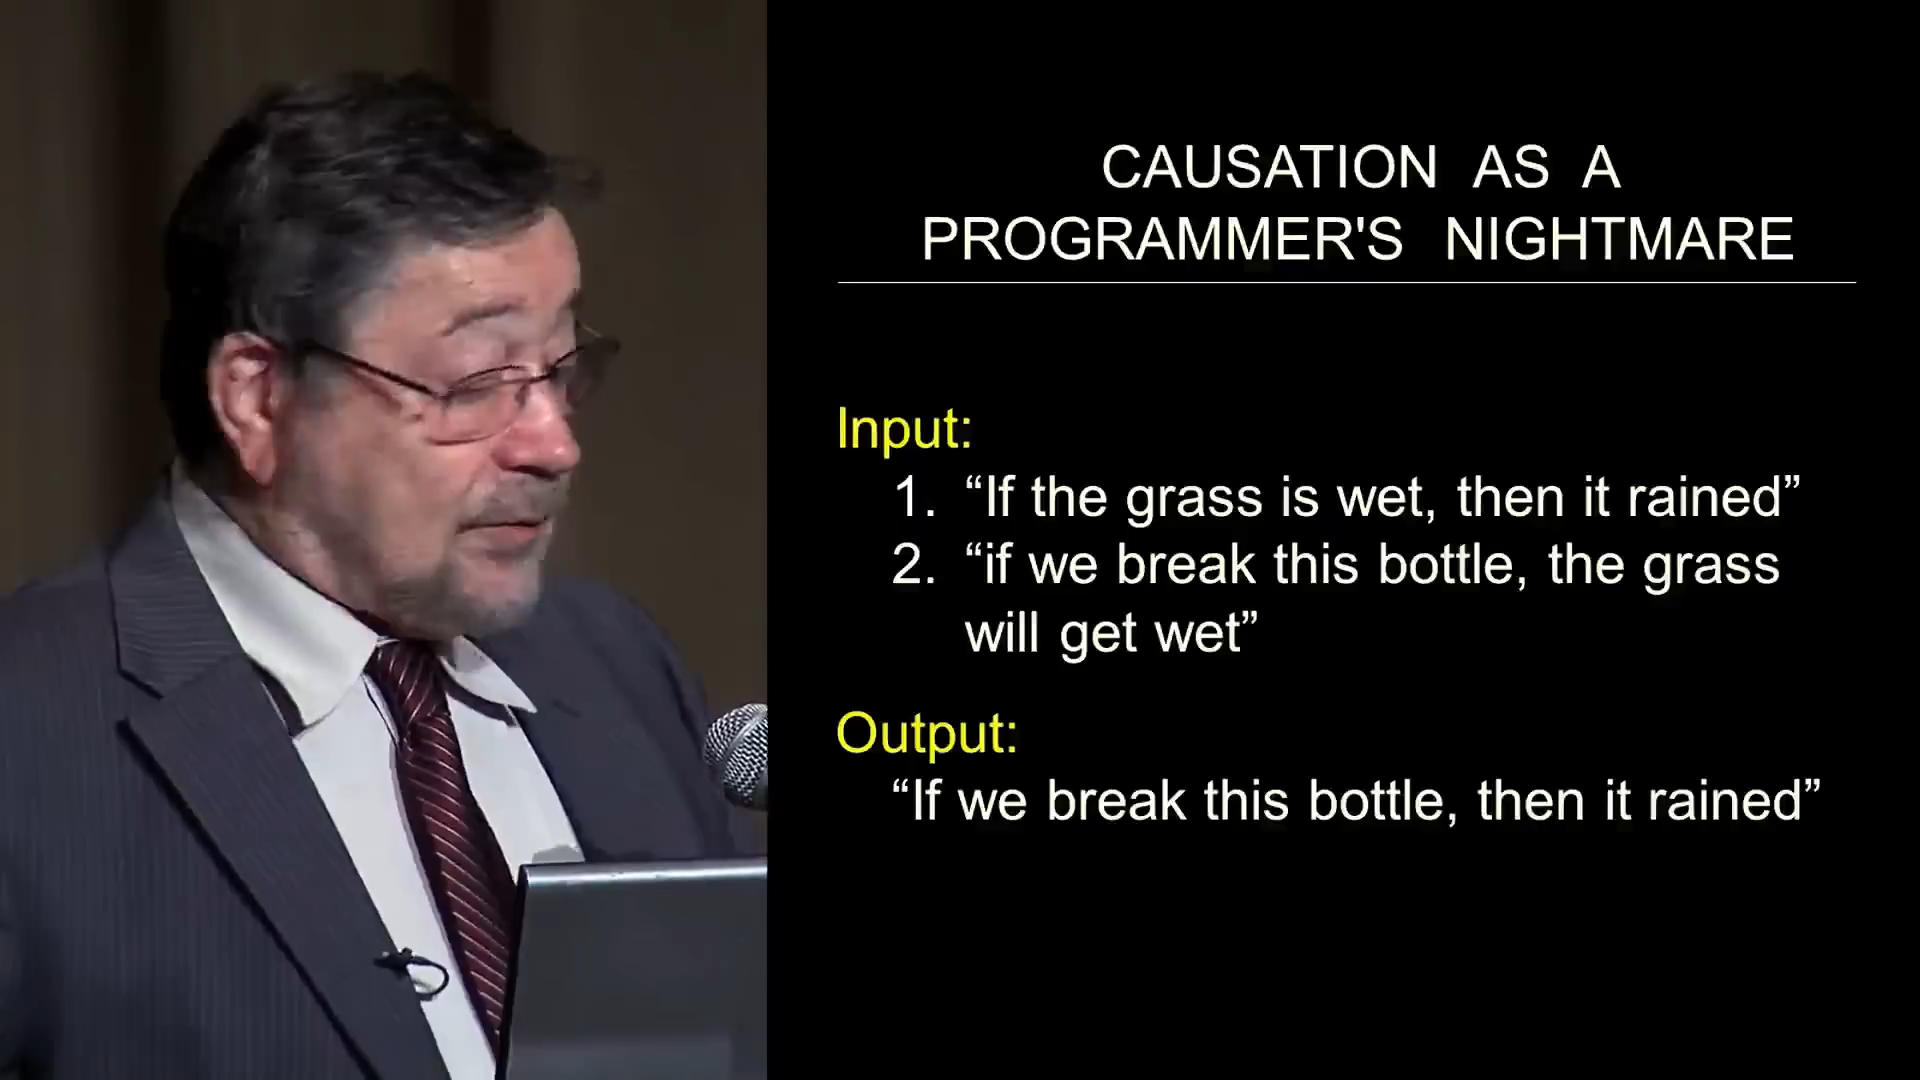 CAUSATION AS A
PROGRAMMER'S NIGHTMARE
Input:
1. “If the grass is wet, then it rained”
2. “if we break this bottle, the grass
will get wet”
Output:
“If we break this bottle, then it rained”